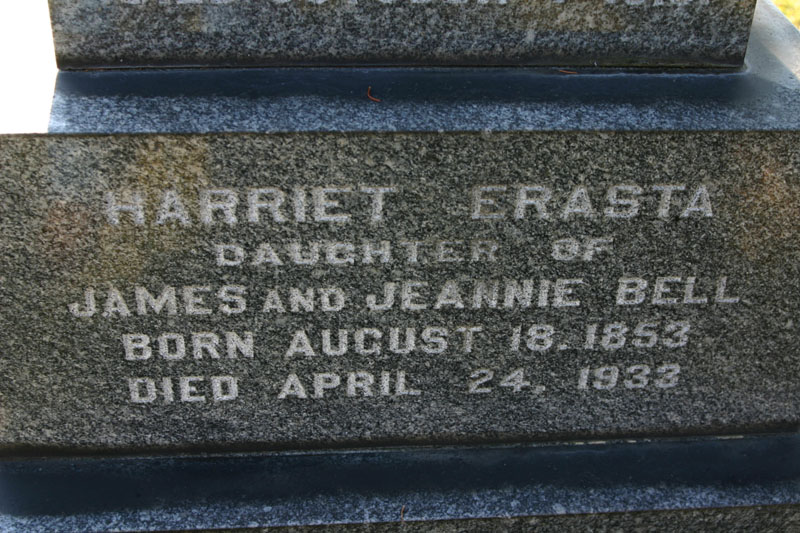 HARRIET ERASTA
DAUGHTER OF
JAMES AND JEANNIE BELL
BORN AUGUST 18. 1853
DIED APRIL 24, 1933